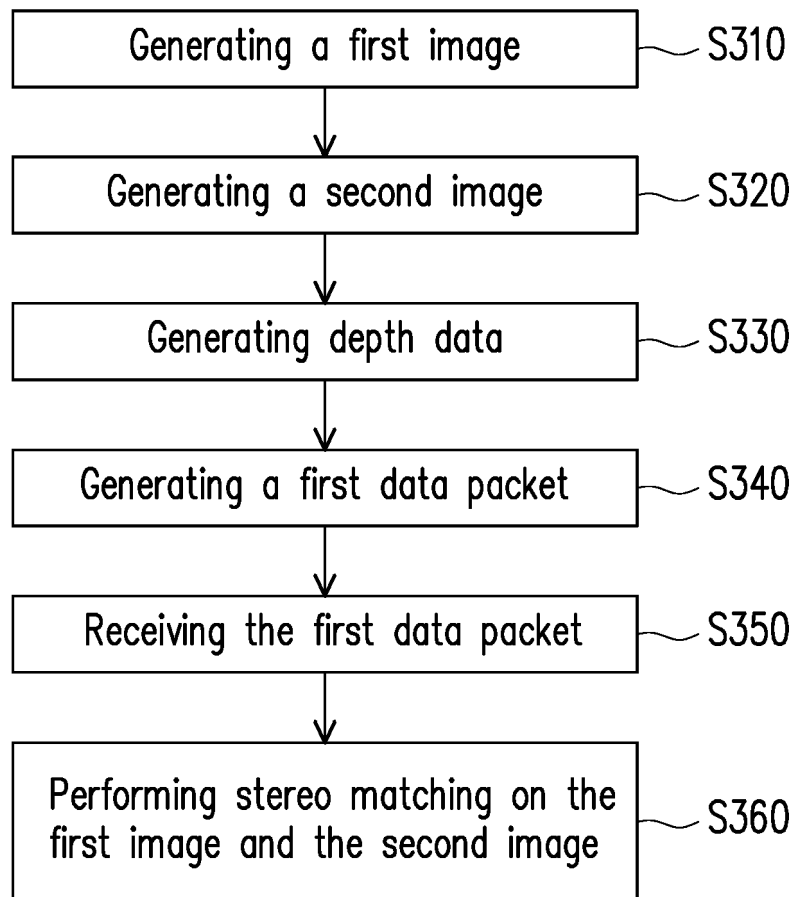 Generating a first image
S310
Generating a second image
S320
Generating depth data
S330
Generating a first data packet
S340
Receiving the first data packet
S350
Performing stereo matching on the
first image and the second image
S360